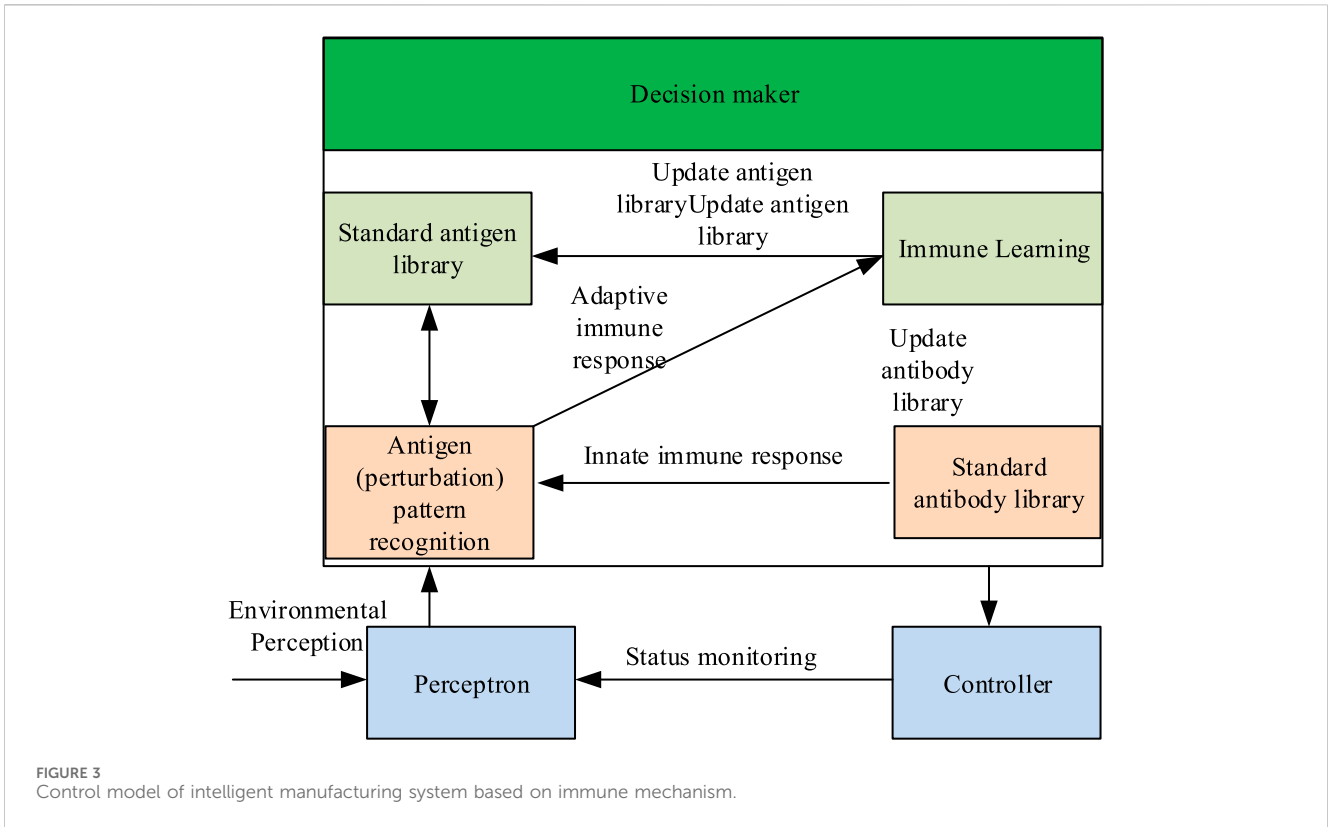 Decision maker
Update antigen
libraryUpdate antigen
library
Standard antigen
library
Immune Learning
Adaptive
immune
response
Update
antibody
library
Antigen
(perturbation)
pattern
recognition
Innate immune response
Standard
antibody library
Environmental
Perception
Perceptron
Status monitoring
Controller
FIGURE 3
Control model of intelligent manufacturing system based on immune mechanism.